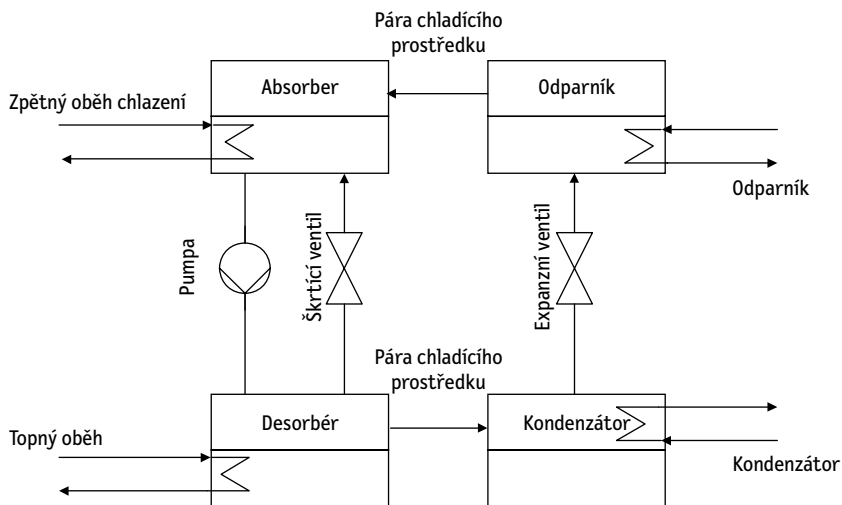 Pára chladícího
prostředku
Absorber
Odparník
Zpětný oběh chlazení
Odparník
Pumpa
Škrtící ventil
Expanzní ventil
Pára chladícího
prostředku
Desorbér
Kondenzátor
Topný oběh
Kondenzátor